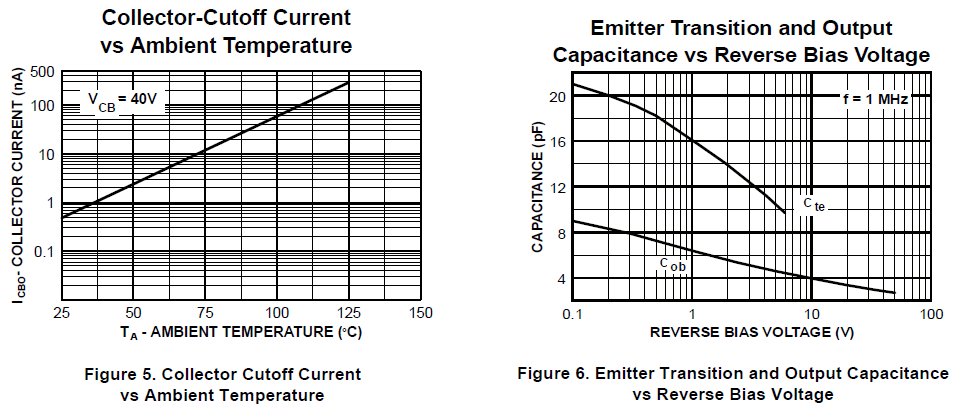 Collector-Cutoff Current
vs Ambient Temperature
I CBO- COLLECTOR CURRENT (nA)
500
100
10
1
0.1
V CB = 40V
25 50 75 100 125 150
T A - AMBIENT TEMPERATURE (°C)
Figure 5. Collector Cutoff Current
vs Ambient Temperature
Emitter Transition and Output
Capacitance vs Reverse Bias Voltage
CAPACITANCE (pF)
20
16
12
8
4
f = 1 MHz
C te
C ob
0.1 1 10 100
REVERSE BIAS VOLTAGE (V)
Figure 6. Emitter Transition and Output Capacitance
vs Reverse Bias Voltage